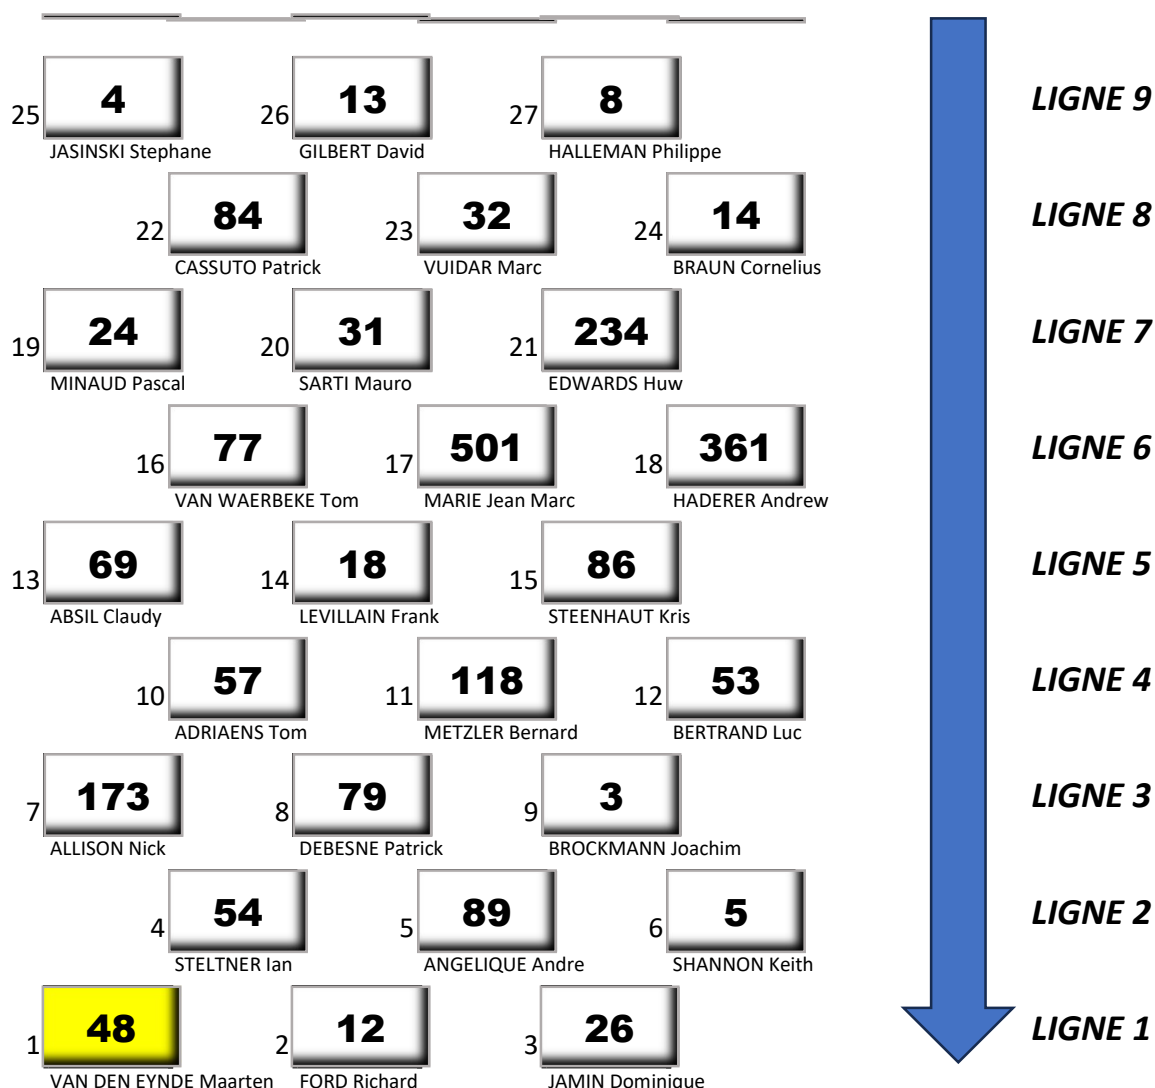 25 4 26 13 27 8 LIGNE 9
JASINSKI Stephane GILBERT David HALLEMAN Philippe
22 84 23 32 24 14 LIGNE 8
CASSUTO Patrick VUIDAR Marc BRAUN Cornelius
19 24 20 31 21 234 LIGNE 7
MINAUD Pascal SARTI Mauro EDWARDS Huw
16 77 17 501 18 361 LIGNE 6
VAN WAERBEKE Tom MARIE Jean Marc HADERER Andrew
13 69 14 18 15 86 LIGNE 5
ABSIL Claudy LEVILLAIN Frank STEENHAUT Kris
10 57 11 118 12 53 LIGNE 4
ADRIAENS Tom METZLER Bernard BERTRAND Luc
7 173 8 79 9 3 LIGNE 3
ALLISON Nick DEBESNE Patrick BROCKMANN Joachim
4 54 5 89 6 5 LIGNE 2
STELTNER Ian ANGELIQUE Andre SHANNON Keith
1 48 2 12 3 26 LIGNE 1
VAN DEN EYNDE Maarten FORD Richard JAMIN Dominique